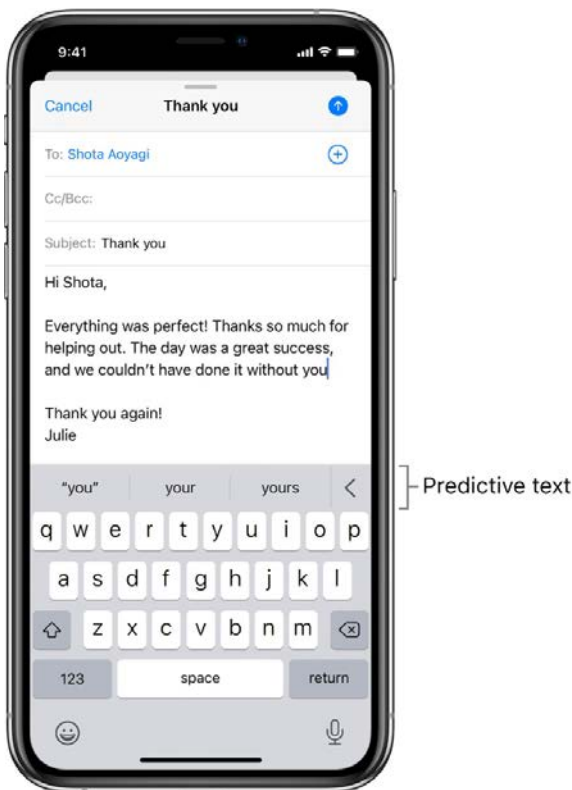 9:41
Cancel Thank you
To: Shota Aoyagi
Cc/Bcc:
Subject: Thank you
Hi Shota,
Everything was perfect! Thanks so much for
helping out. The day was a great success,
and we couldn't have done it without you
Thank you again!
Julie
"you" your yours
Predictive text
q w e r t y u i o p
a s d f g h j k l
z x c v b n m
123 space return